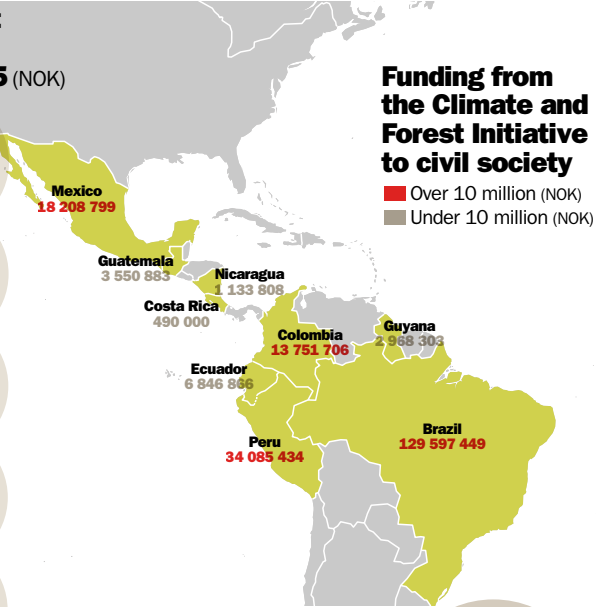 5 (NOK)
Funding from
the Climate and
Forest Initiative
to civil society
Over 10 million (NOK)
Under 10 million (NOK)
Mexico
18 208 799
Guatemala
3 550 883
Nicaragua
1 133 808
Costa Rica
490 000
Colombia
13 751 706
Guyana
2 968 303
Ecuador
6 846 866
Peru
34 085 434
Brazil
129 597 449